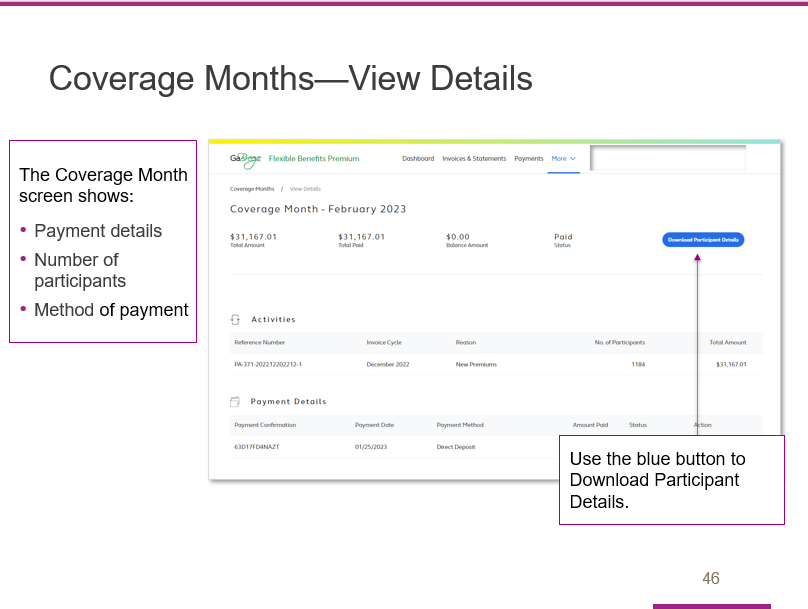 Coverage Months—View Details
The Coverage Month
screen shows:
• Payment details
• Number of
participants
• Method of payment
Flexible Benefits Premium
Dashboard Invoices & Statements Payments More
Coverage Months / View Details
Coverage Month - February 2023
$31,167.01 $31,167.01 $0.00 Paid
Total Amount Total Paid Balance Amount Status
Download Participant Details
Activities
Reference Number Invoice Cycle Reason No. of Participants Total Amount
PA-371-202212202212-1 December 2022 New Premiums 1184 $31,167.01
Payment Details
Payment Confirmation Payment Date Payment Method Amount Paid Status Action
63D17FD4NAZT 01/25/2023 Direct Deposit
Use the blue button to
Download Participant
Details.
46